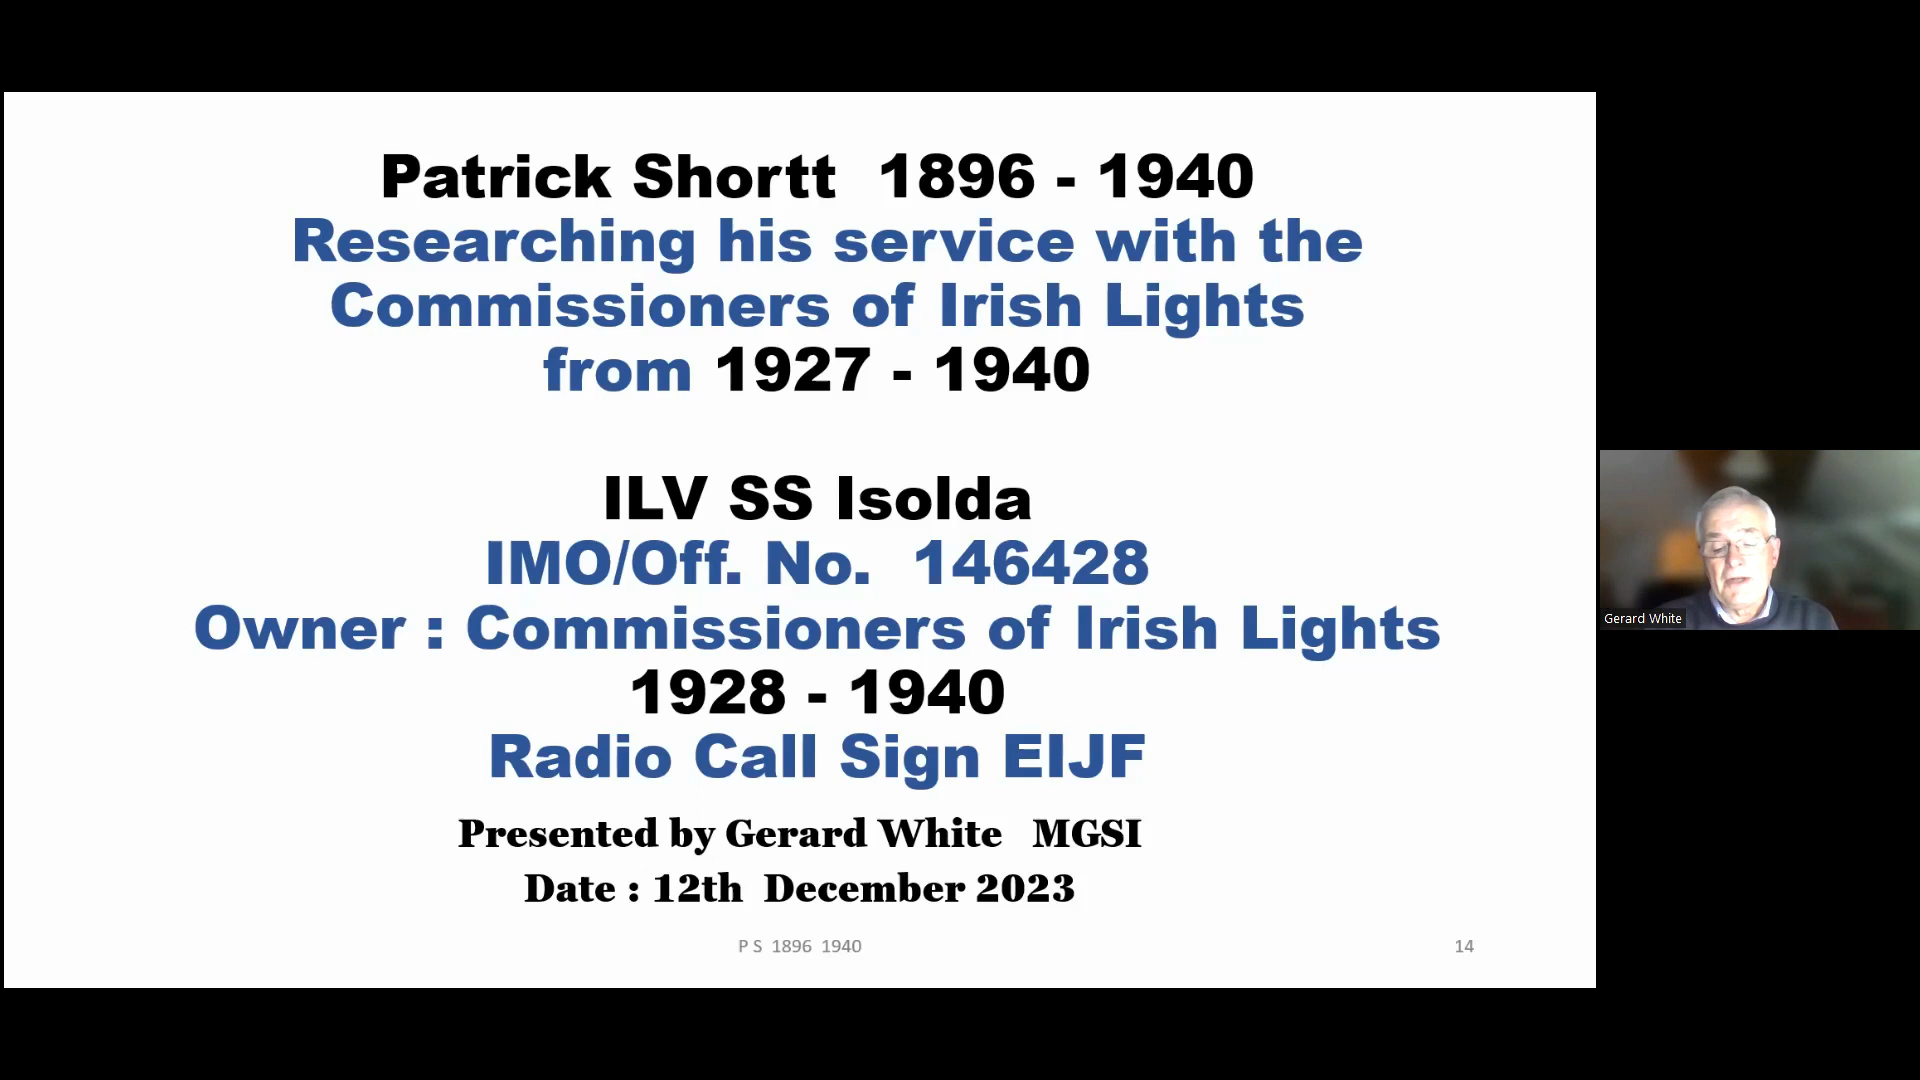 Patrick Shortt 1896 - 1940
Researching his service with the
Commissioners of Irish Lights
from 1927 - 1940
ILV SS Isolda
IMO/Off. No. 146428
Owner : Commissioners of Irish Lights
1928 - 1940
Radio Call Sign EIJF
Presented by Gerard White MGSI
Date : 12th December 2023
P S 1896 1940
14
Gerard White